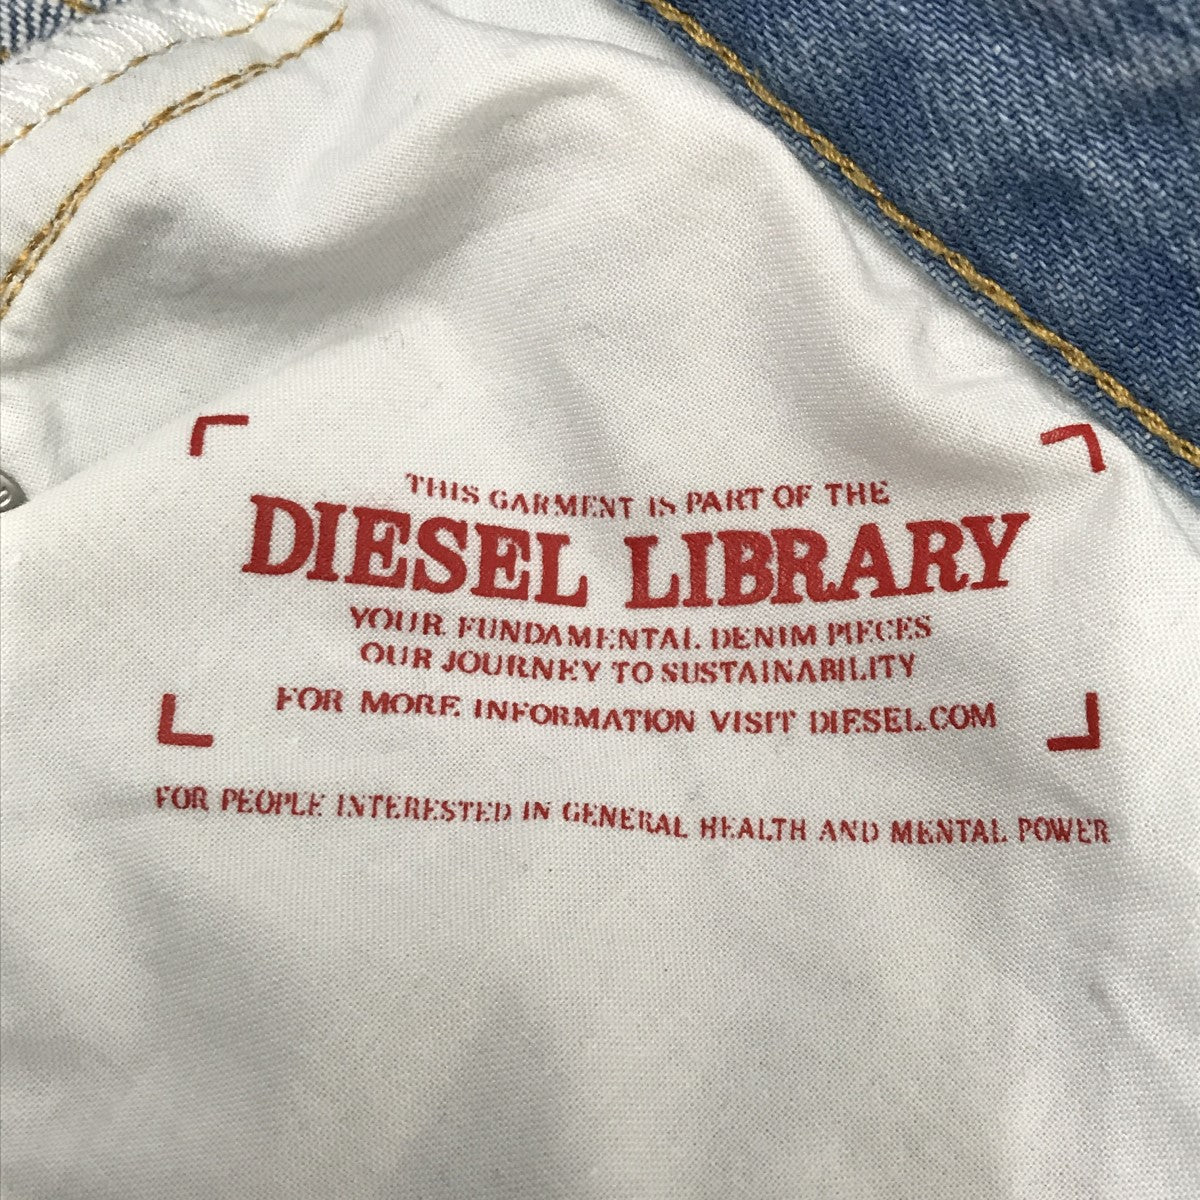 THIS GARMENT IS PART OF THE
DIESEL LIBRARY
YOUR FUNDAMENTAL DENIM PIECES
OUR JOURNEY TO SUSTAINABILITY
FOR MORE INFORMATION VISIT DIESEL.COM
FOR PEOPLE INTERESTED IN GENERAL HEALTH AND MENTAL POWER